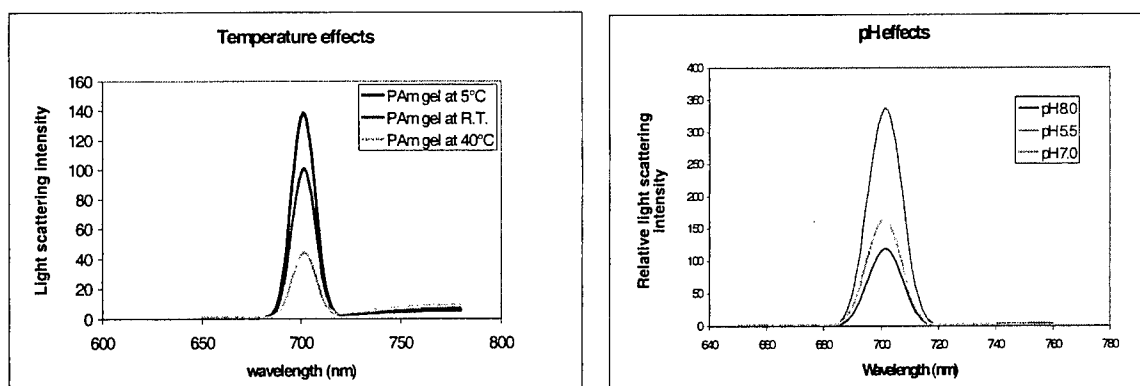 Temperature effects
Light scattering intensity
160
140
120
100
80
60
40
20
0
600
650
700
750
800
wavelength (nm)
PAm gel at 5°C
PAm gel at R.T.
PAm gel at 40°C
pH effects
Relative light scattering
intensity
400
350
300
250
200
150
100
50
0
640
660
680
700
720
740
760
780
Wavelength (nm)
pH8.0
pH5.5
pH7.0